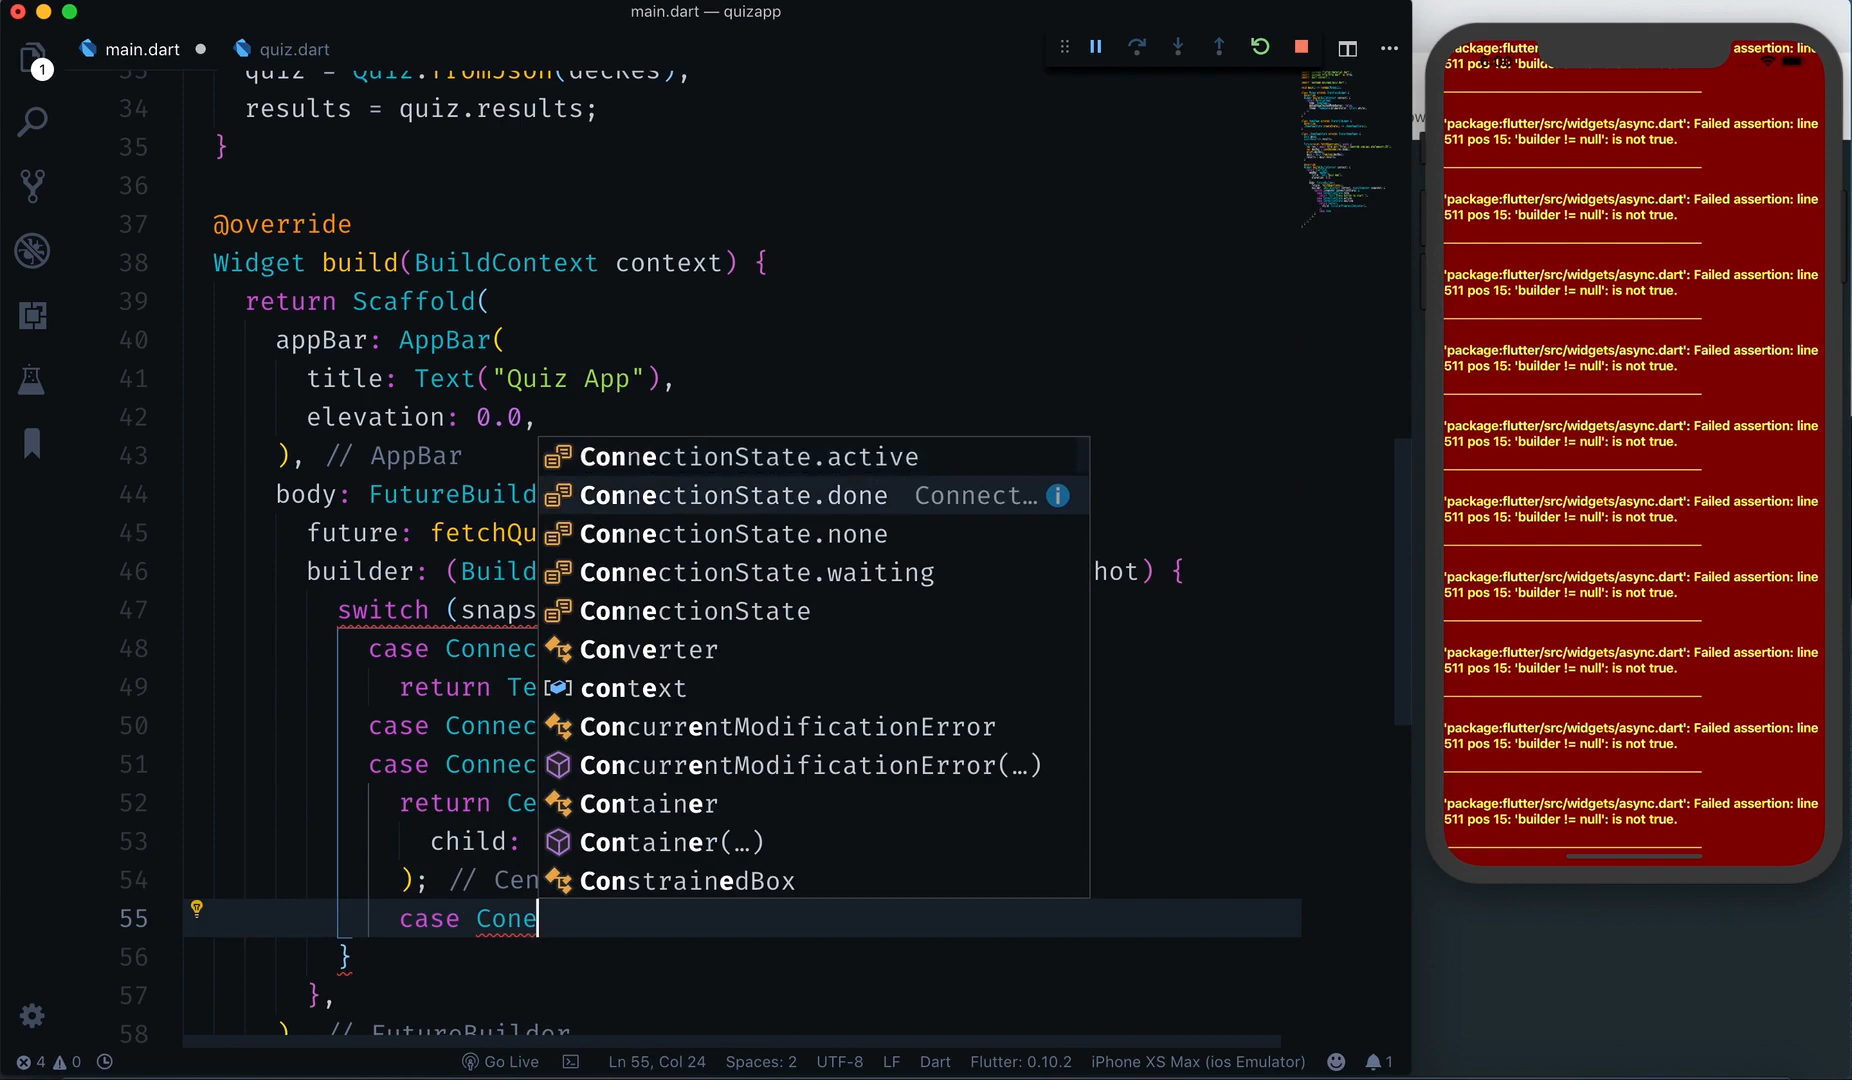 main.dart — quizapp
main.dart
quiz.dart
1
quiz = Quiz.fromJson(decRes);
34 results = quiz.results;
35 }
36
37 @override
38 Widget build(BuildContext context) {
39 return Scaffold(
40 appBar: AppBar(
41 title: Text("Quiz App"),
42 elevation: 0.0,
43 ), // AppBar
44 body: FutureBuild
45 future: fetchQu
46 builder: (Build hot) {
47 switch (snaps
48 case Connec
49 return Te
50 case Connec
51 case Connec
52 return Ce
53 child:
54 ); // Cen
55 case Cone
56 }
57 },
58 ) // FutureBuilder
ConnectionState.active
ConnectionState.done Connect…
ConnectionState.none
ConnectionState.waiting
ConnectionState
Converter
context
ConcurrentModificationError
ConcurrentModificationError(…)
Container
Container(…)
ConstrainedBox
4 0 Go Live Ln 55, Col 24 Spaces: 2 UTF-8 LF Dart Flutter: 0.10.2 iPhone XS Max (ios Emulator) 1
'package:flutter assertion: line
511 pos 15: 'builde
'package:flutter/src/widgets/async.dart': Failed assertion: line
511 pos 15: 'builder != null': is not true.
'package:flutter/src/widgets/async.dart': Failed assertion: line
511 pos 15: 'builder != null': is not true.
'package:flutter/src/widgets/async.dart': Failed assertion: line
511 pos 15: 'builder != null': is not true.
'package:flutter/src/widgets/async.dart': Failed assertion: line
511 pos 15: 'builder != null': is not true.
'package:flutter/src/widgets/async.dart': Failed assertion: line
511 pos 15: 'builder != null': is not true.
'package:flutter/src/widgets/async.dart': Failed assertion: line
511 pos 15: 'builder != null': is not true.
'package:flutter/src/widgets/async.dart': Failed assertion: line
511 pos 15: 'builder != null': is not true.
'package:flutter/src/widgets/async.dart': Failed assertion: line
511 pos 15: 'builder != null': is not true.
'package:flutter/src/widgets/async.dart': Failed assertion: line
511 pos 15: 'builder != null': is not true.
'package:flutter/src/widgets/async.dart': Failed assertion: line
511 pos 15: 'builder != null': is not true.